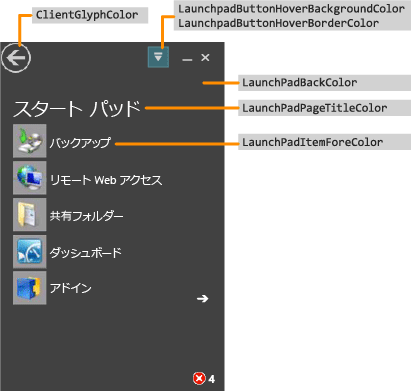 ClientGlyphColor
LaunchpadButtonHoverBackgroundColor
LaunchpadButtonHoverBorderColor
LaunchPadBackColor
スタート パッド
LaunchPadPageTitleColor
バックアップ
LaunchPadItemForeColor
リモート Web アクセス
共有フォルダー
ダッシュボード
アドイン
4